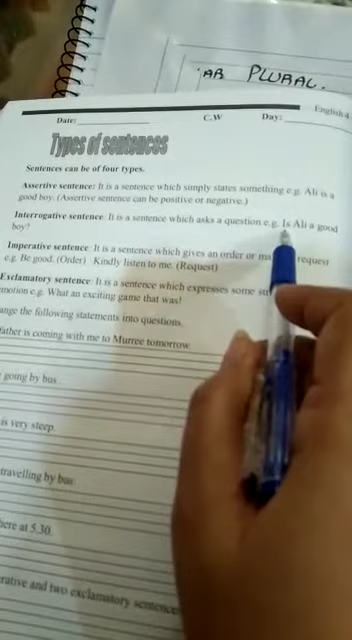 AR PLURAL.
English 4
Date: C.W Day:
Types of sentences
Sentences can be of four types.
Assertive sentence: It is a sentence which simply states something e.g. Ali is a
good boy. (Assertive sentence can be positive or negative.)
Interrogative sentence: It is a sentence which asks a question e.g. Is Ali a good
boy?
Imperative sentence: It is a sentence which gives an order or request
e.g. Be good. (Order) Kindly listen to me. (Request)
Exclamatory sentence: It is a sentence which expresses some
motion e.g. What an exciting game that was!
ange the following statements into questions.
father is coming with me to Murree tomorrow.
going by bus
is very steep.
travelling by bus.
here at 5.30.
rative and two exclamatory sentences